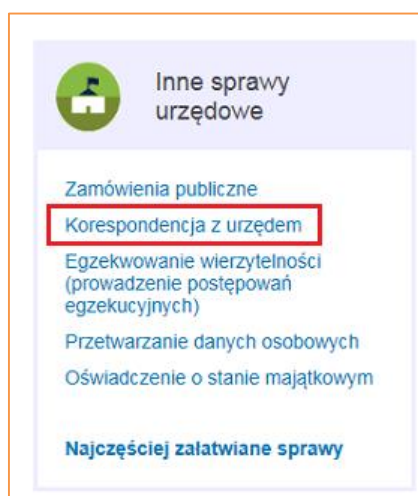 Inne sprawy
urzędowe
Zamówienia publiczne
Korespondencja z urzędem
Egzekwowanie wierzytelności
(prowadzenie postępowań
egzekucyjnych)
Przetwarzanie danych osobowych
Oświadczenie o stanie majątkowym
Najczęściej załatwiane sprawy